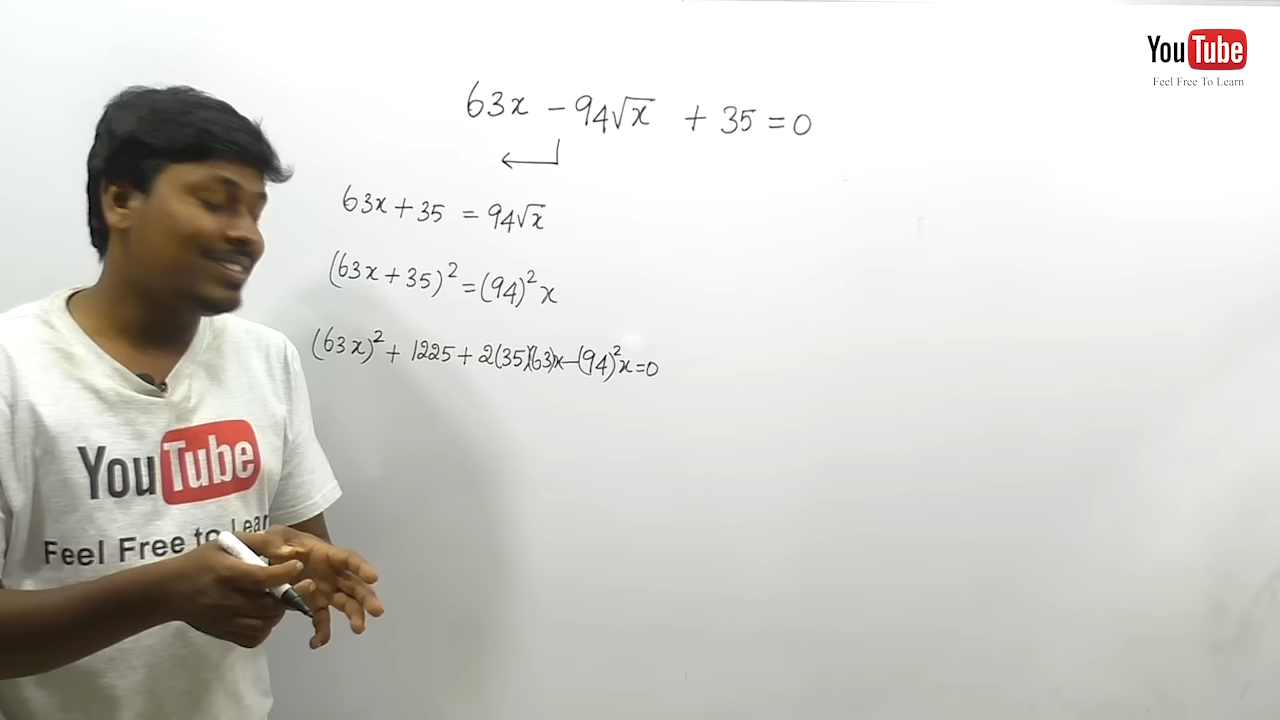 YouTube
Feel Free To Learn
63x - 94√x + 35 = 0
63x + 35 = 94√x
(63x + 35)² = (94)² x
(63x)² + 1225 + 2(35)(63)x - (94)²x = 0
YouTube
Feel Free to Lear